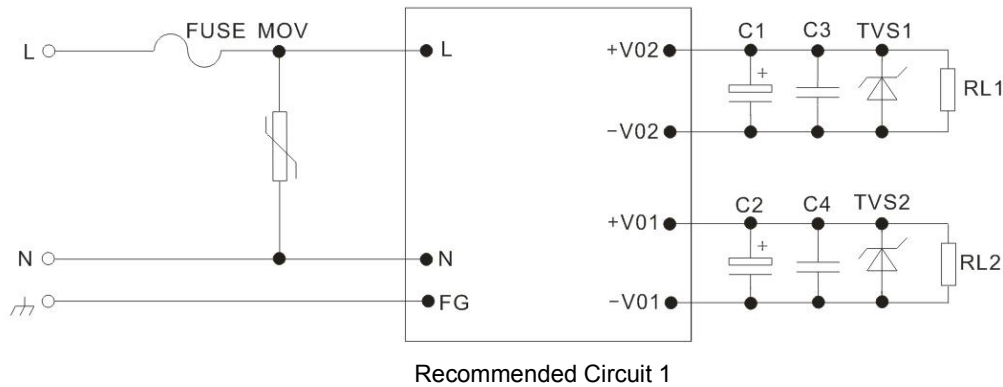 FUSE MOV
L
L
N
N
FG
+V02
-V02
+V01
-V01
C1 C3 TVS1
RL1
C2 C4 TVS2
RL2
+
+
Recommended Circuit 1